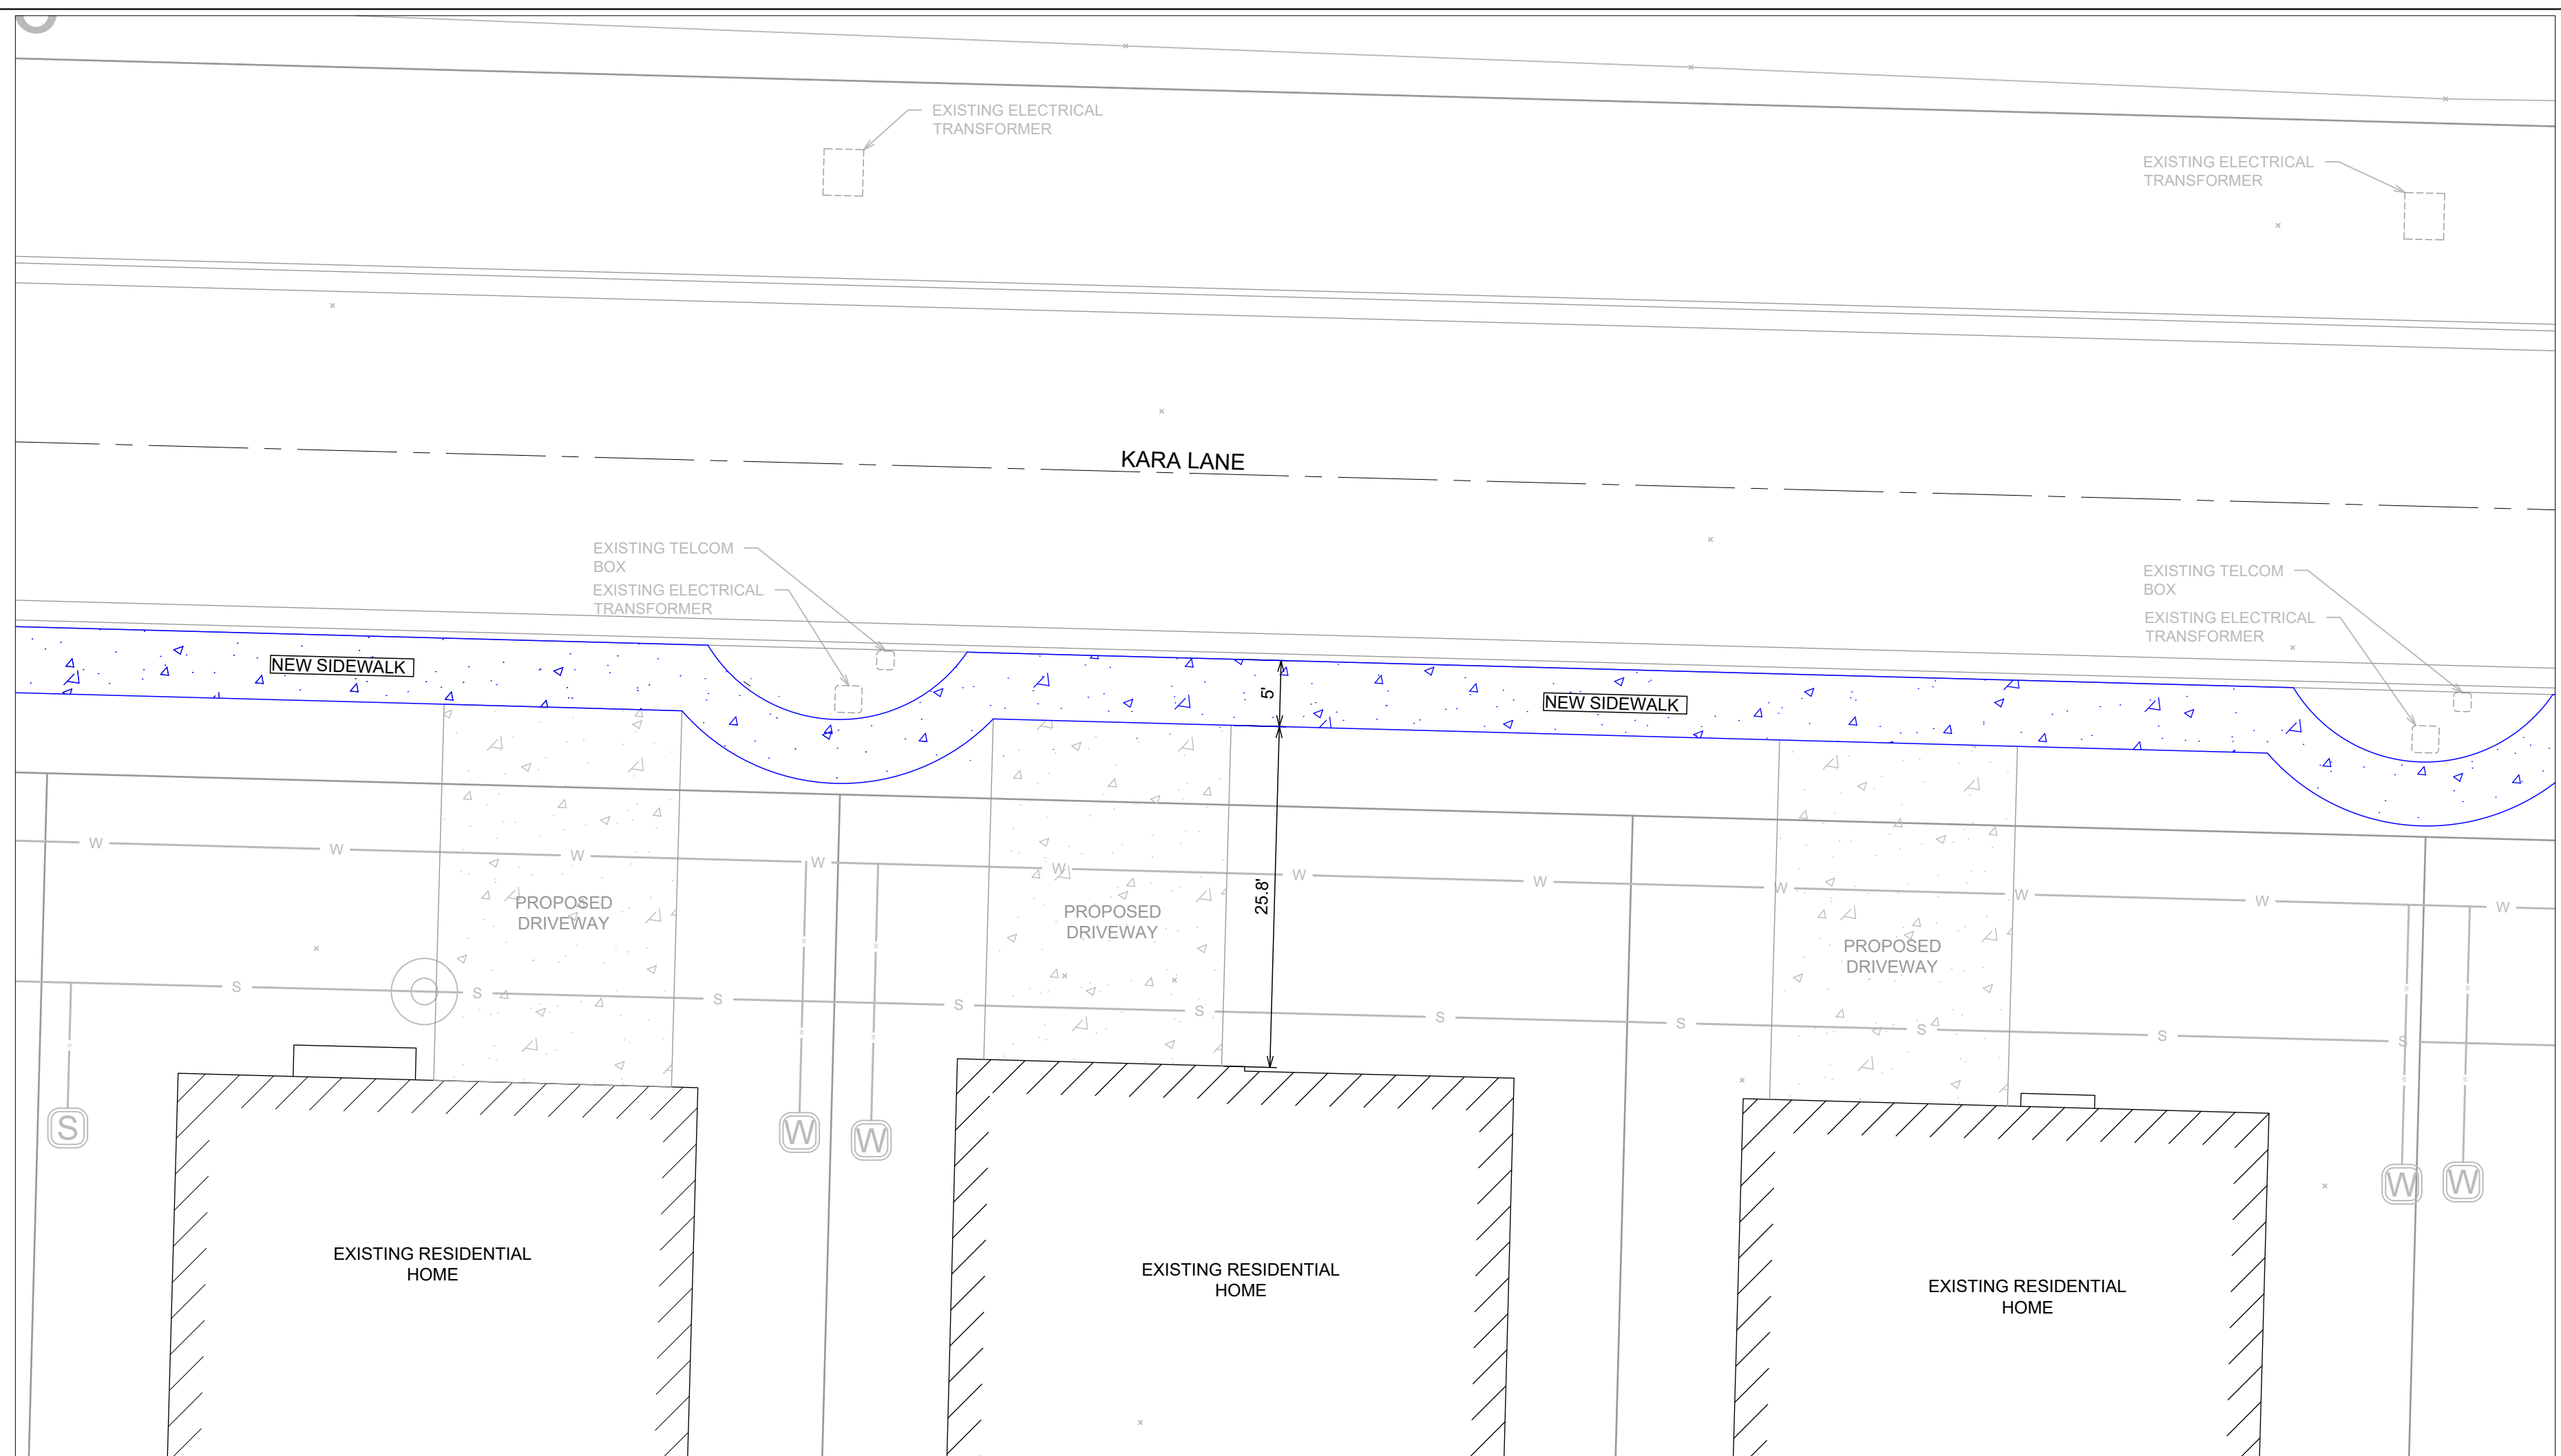 EXISTING ELECTRICAL
TRANSFORMER
EXISTING ELECTRICAL
TRANSFORMER
KARA LANE
EXISTING TELCOM
BOX
EXISTING ELECTRICAL
TRANSFORMER
EXISTING TELCOM
BOX
EXISTING ELECTRICAL
TRANSFORMER
NEW SIDEWALK
5'
NEW SIDEWALK
W W W W W W W W W W W
25.8'
PROPOSED
DRIVEWAY
PROPOSED
DRIVEWAY
PROPOSED
DRIVEWAY
W W W W
S S S S S S S S S S
W W W W
S
W
W
W
W
EXISTING RESIDENTIAL
HOME
EXISTING RESIDENTIAL
HOME
EXISTING RESIDENTIAL
HOME